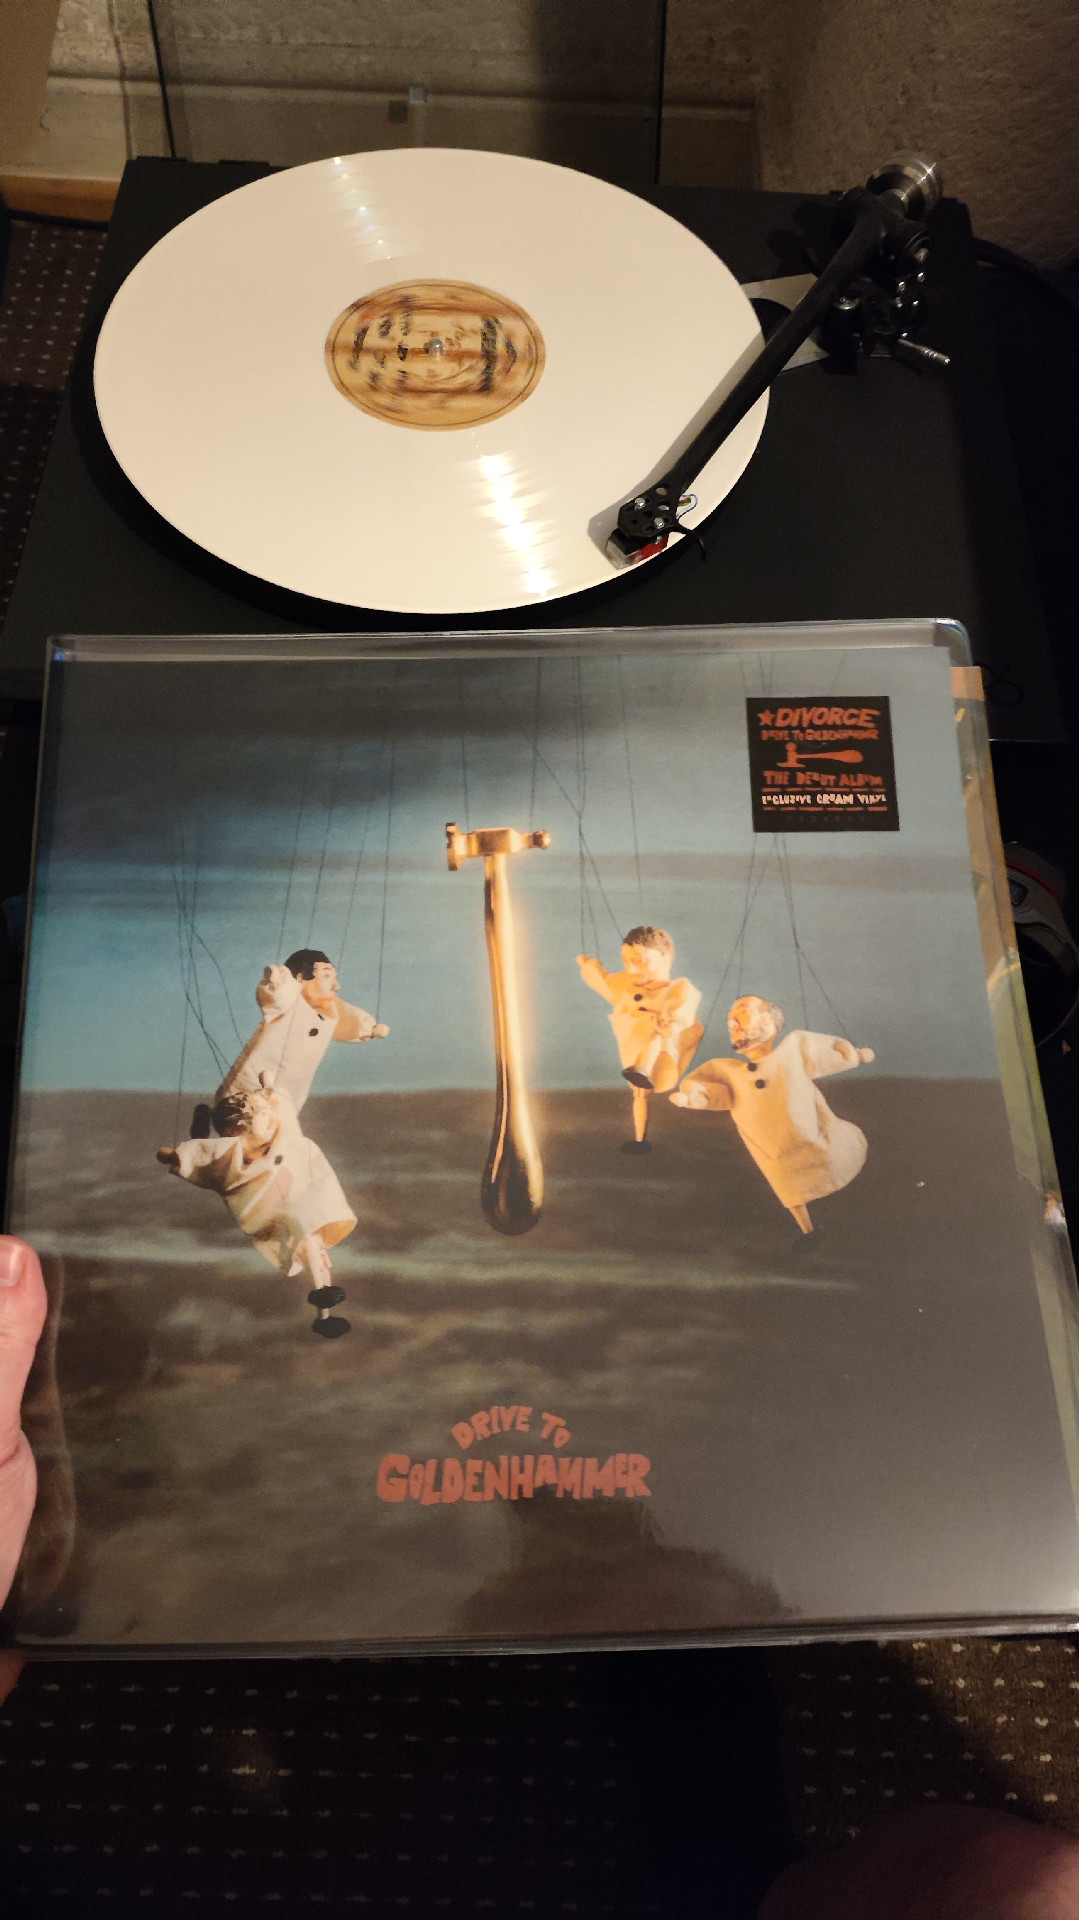 ★DIVORCE
DRIVE TO GOLDENHAMMER
THE DEBUT ALBUM
EXCLUSIVE CREAM VINYL
DRIVE TO
GOLDENHAMMER